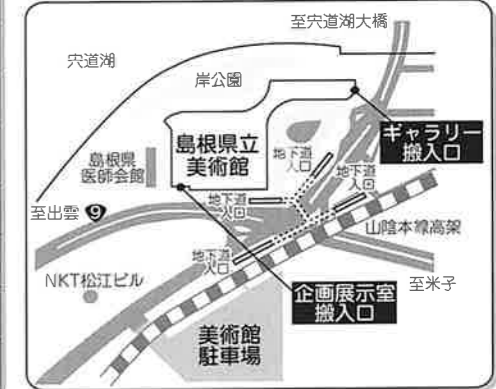 至宍道湖大橋
宍道湖
岸公園
ギャラリー
搬入口
島根県立
美術館
地下道
入口
島根県
医師会館
地下道
入口
地下道
入口
至出雲
9
山陰本線高架
地下道
入口
至米子
NKT松江ビル
企画展示室
搬入口
美術館
駐車場